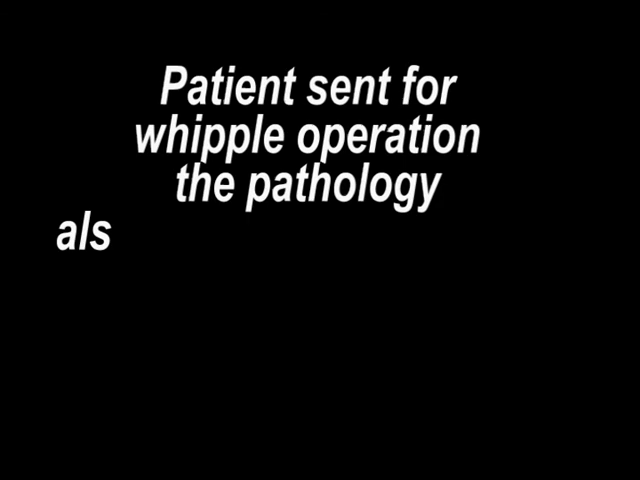 Patient sent for
whipple operation
the pathology
als